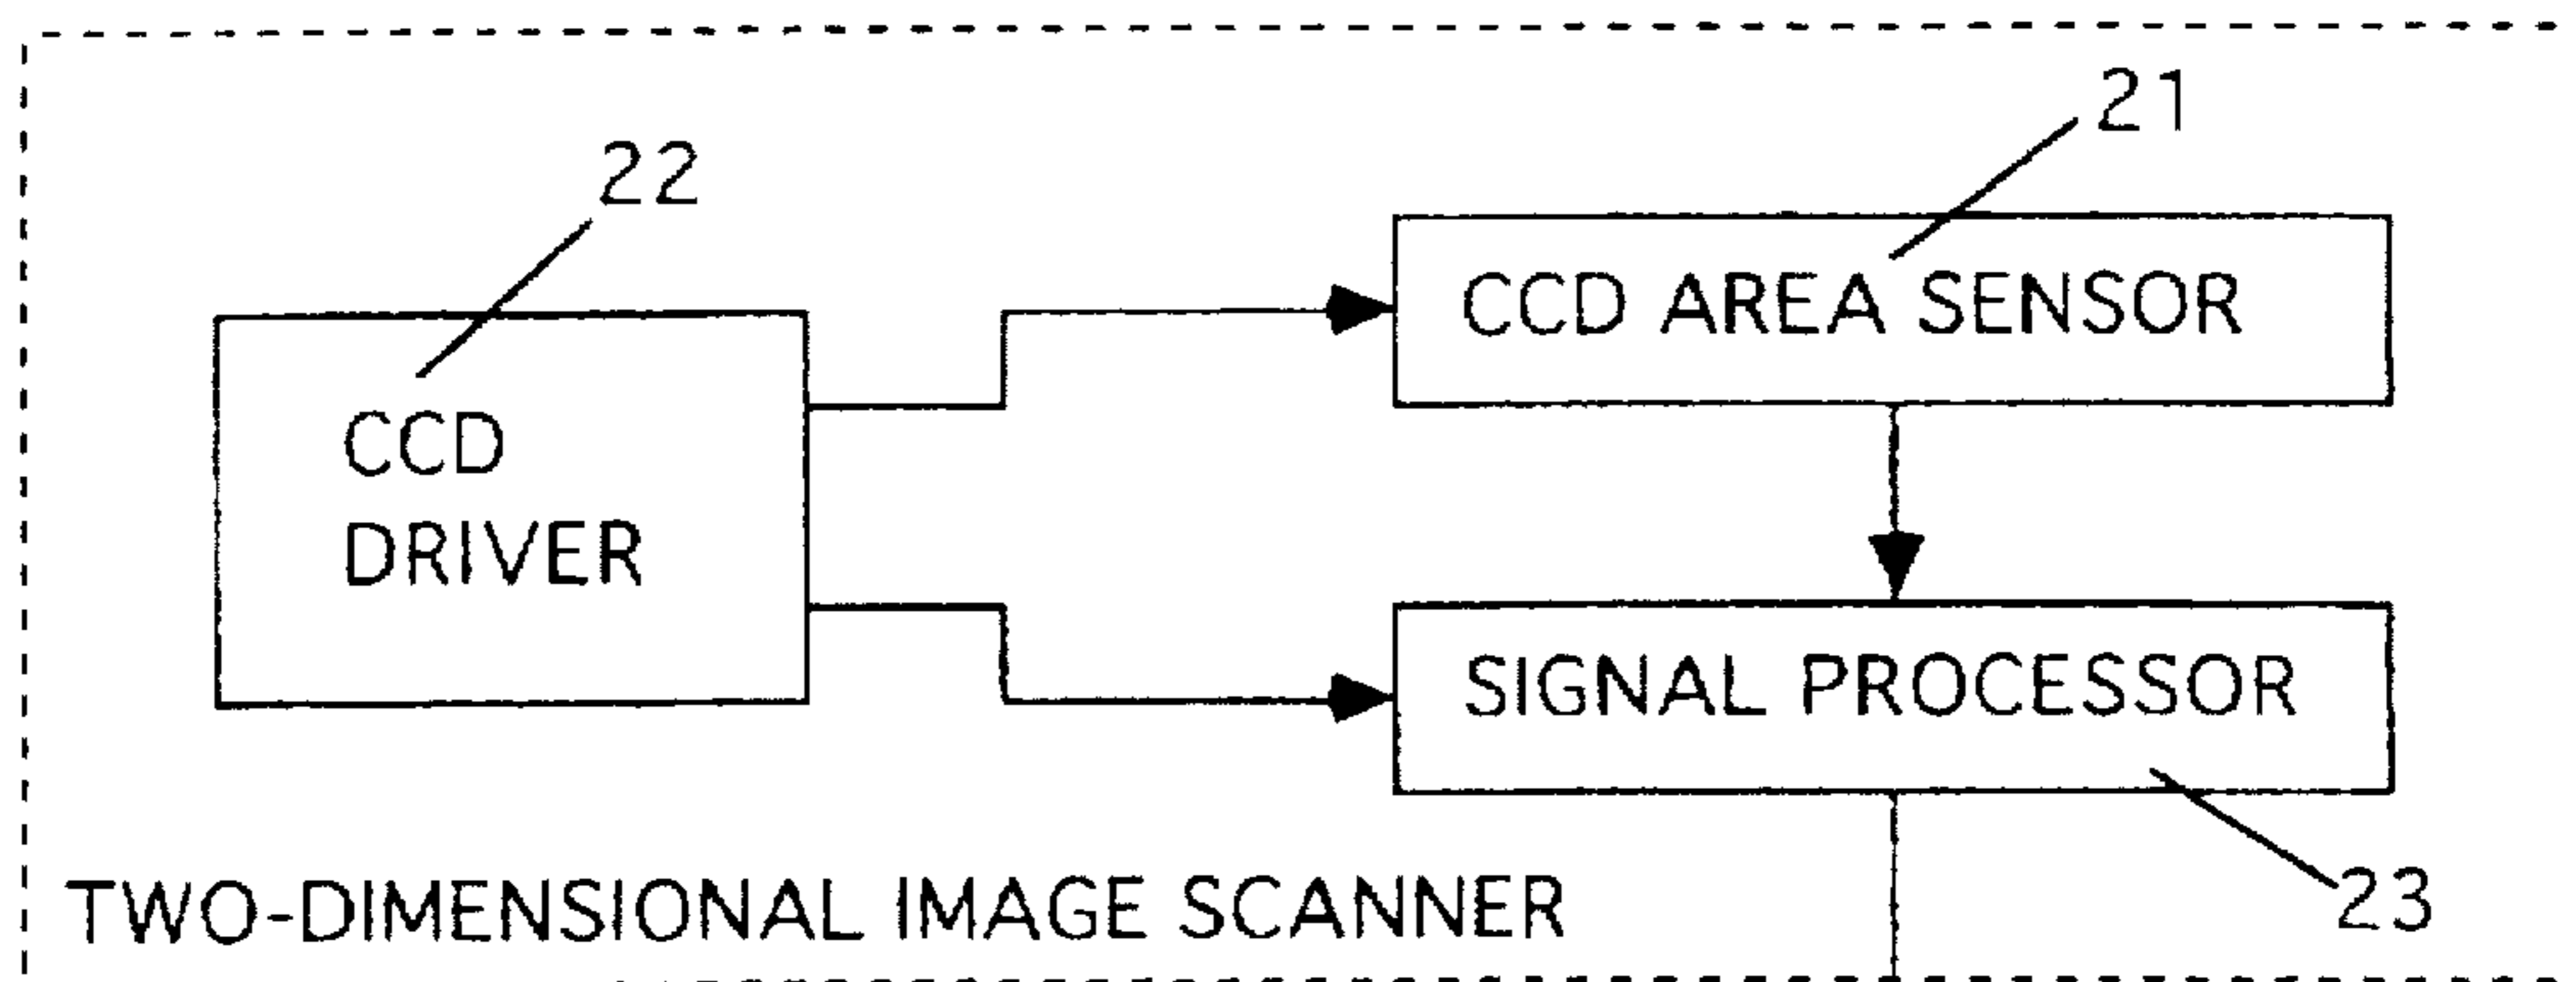 21
22
CCD AREA SENSOR
CCD
DRIVER
SIGNAL PROCESSOR
TWO-DIMENSIONAL IMAGE SCANNER
23